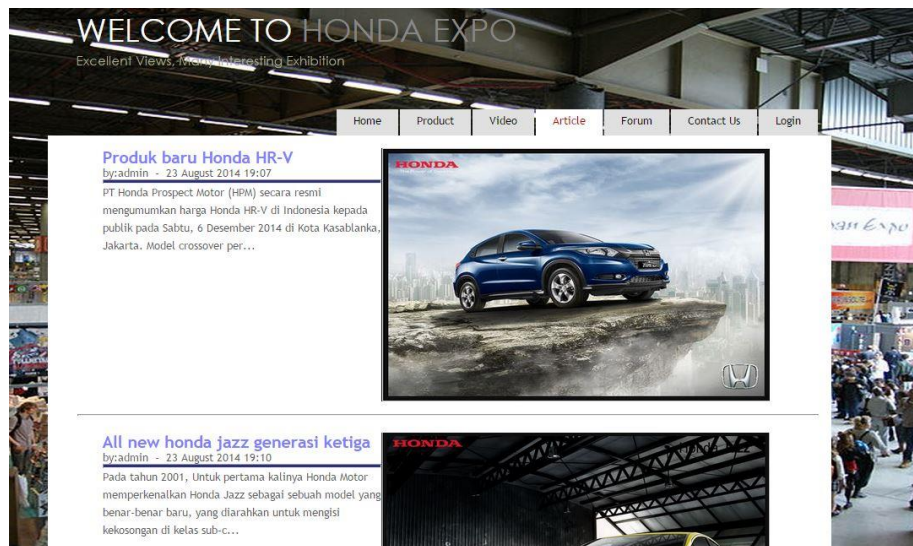 WELCOME TO HONDA EXPO
Excellent Views, Many Interesting Exhibition
Home Product Video Article Forum Contact Us Login
Produk baru Honda HR-V
by:admin - 23 August 2014 19:07
PT Honda Prospect Motor (HPM) secara resmi
mengumumkan harga Honda HR-V di Indonesia kepada
publik pada Sabtu, 6 Desember 2014 di Kota Kasablanka,
Jakarta. Model crossover per...
HONDA
All new honda jazz generasi ketiga
by:admin - 23 August 2014 19:10
Pada tahun 2001, Untuk pertama kalinya Honda Motor
memperkenalkan Honda Jazz sebagai sebuah model yang
benar-benar baru, yang diarahkan untuk mengisi
kekosongan di kelas sub-c...
HONDA